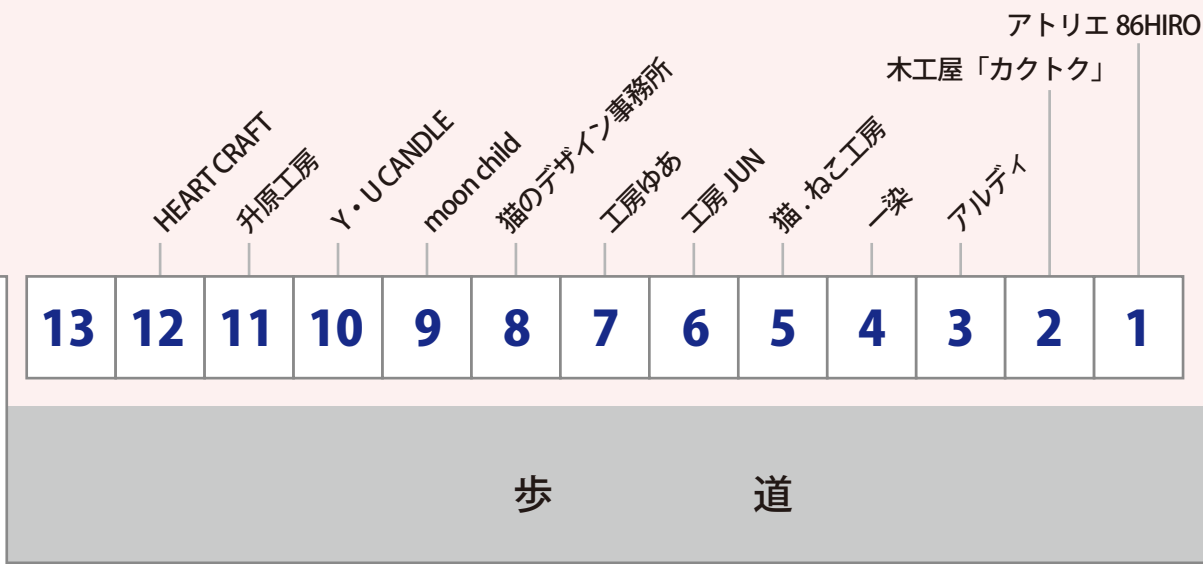 アトリエ 86HIRO
木工屋「カクトク」
HEART CRAFT
升原工房
Y・U CANDLE
moon child
猫のデザイン事務所
工房ゆあ
工房 JUN
猫 . ねこ工房
一染
アルディ
13 12 11 10 9 8 7 6 5 4 3 2 1
歩 道